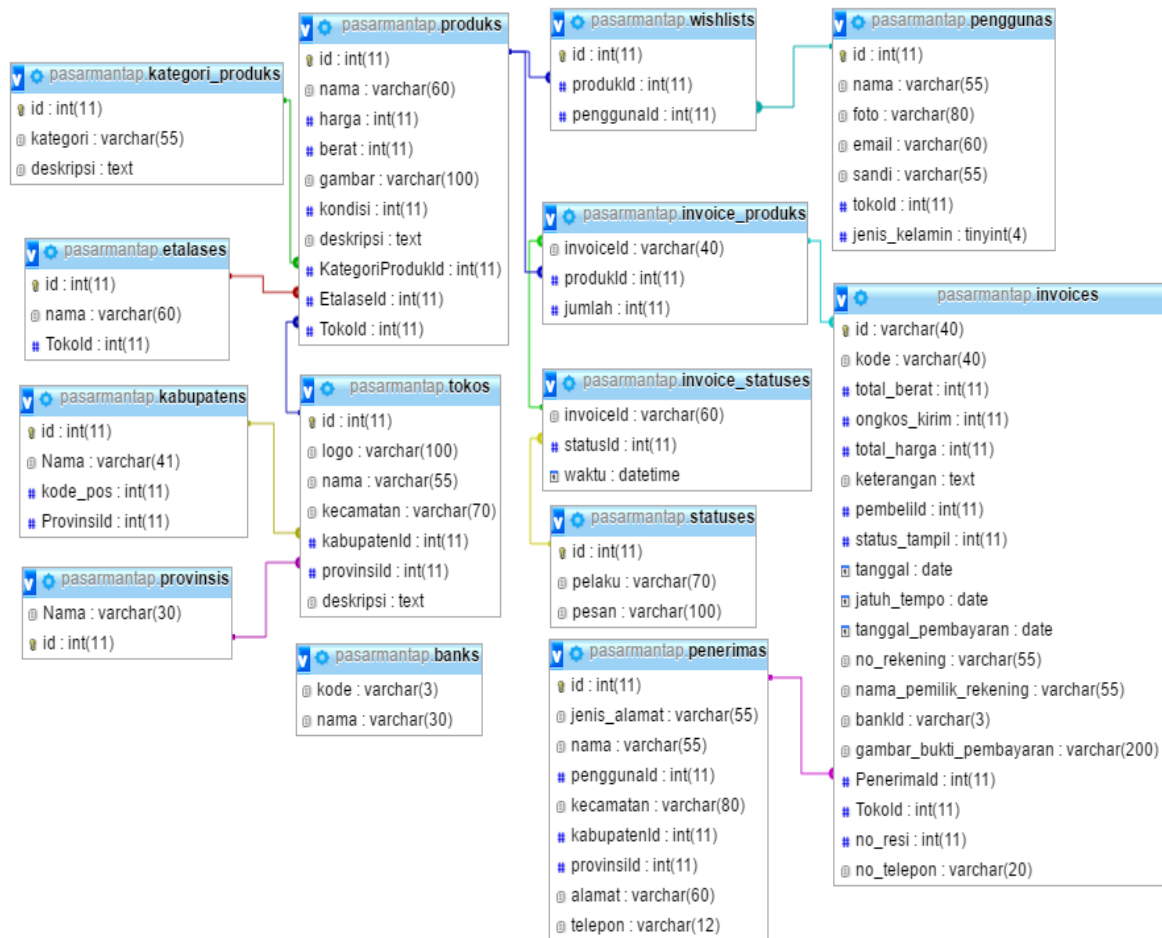 pasarmantap.kategori_produks
id : int(11)
kategori : varchar(55)
deskripsi : text
pasarmantap.etalases
id : int(11)
nama : varchar(60)
TokoId : int(11)
pasarmantap.kabupatens
id : int(11)
Nama : varchar(41)
kode_pos : int(11)
ProvinsiId : int(11)
pasarmantap.provinsis
Nama : varchar(30)
id : int(11)
pasarmantap.produks
id : int(11)
nama : varchar(60)
harga : int(11)
berat : int(11)
gambar : varchar(100)
kondisi : int(11)
deskripsi : text
KategoriProdukId : int(11)
EtalaseId : int(11)
TokoId : int(11)
pasarmantap.tokos
id : int(11)
logo : varchar(100)
nama : varchar(55)
kecamatan : varchar(70)
kabupatenId : int(11)
provinsiId : int(11)
deskripsi : text
pasarmantap.banks
kode : varchar(3)
nama : varchar(30)
pasarmantap.wishlists
id : int(11)
produkId : int(11)
penggunaId : int(11)
pasarmantap.invoice_produks
invoiceId : varchar(40)
produkId : int(11)
jumlah : int(11)
pasarmantap.invoice_statuses
invoiceId : varchar(60)
statusId : int(11)
waktu : datetime
pasarmantap.statuses
id : int(11)
pelaku : varchar(70)
pesan : varchar(100)
pasarmantap.penerimas
id : int(11)
jenis_alamat : varchar(55)
nama : varchar(55)
penggunaId : int(11)
kecamatan : varchar(80)
kabupatenId : int(11)
provinsiId : int(11)
alamat : varchar(60)
telepon : varchar(12)
pasarmantap.penggunas
id : int(11)
nama : varchar(55)
foto : varchar(80)
email : varchar(60)
sandi : varchar(55)
tokoId : int(11)
jenis_kelamin : tinyint(4)
pasarmantap.invoices
id : varchar(40)
kode : varchar(40)
total_berat : int(11)
ongkos_kirim : int(11)
total_harga : int(11)
keterangan : text
pembeliId : int(11)
status_tampil : int(11)
tanggal : date
jatuh_tempo : date
tanggal_pembayaran : date
no_rekening : varchar(55)
nama_pemilik_rekening : varchar(55)
bankId : varchar(3)
gambar_bukti_pembayaran : varchar(200)
PenerimaId : int(11)
TokoId : int(11)
no_resi : int(11)
no_telepon : varchar(20)